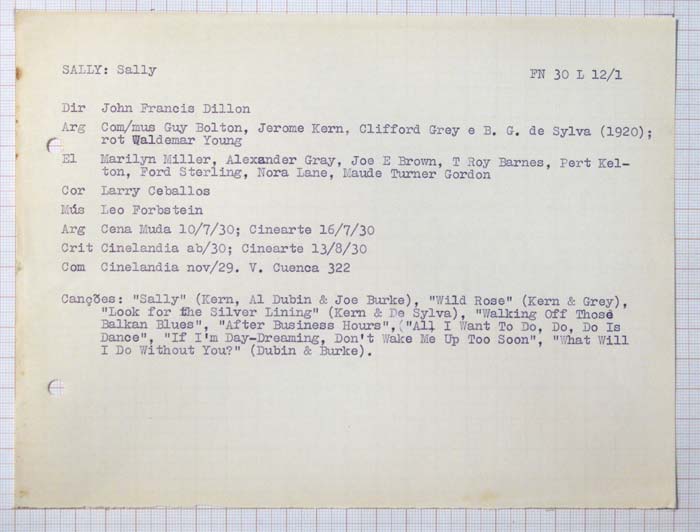 SALLY: Sally
FN 30 L 12/1
Dir John Francis Dillon
Arg Com/mus Guy Bolton, Jerome Kern, Clifford Grey e B. G. de Sylva (1920);
rot Waldemar Young
El Marilyn Miller, Alexander Gray, Joe E Brown, T Roy Barnes, Pert Kel-
ton, Ford Sterling, Nora Lane, Maude Turner Gordon
Cor Larry Ceballos
Mús Leo Forbstein
Arg Cena Muda 10/7/30; Cinearte 16/7/30
Crit Cinelandia ab/30; Cinearte 13/8/30
Com Cinelandia nov/29. V. Cuenca 322
Canções: "Sally" (Kern, Al Dubin & Joe Burke), "Wild Rose" (Kern & Grey),
"Look for the Silver Lining" (Kern & De Sylva), "Walking Off Those
Balkan Blues", "After Business Hours",("All I Want To Do, Do, Do Is
Dance", "If I'm Day-Dreaming, Don't Wake Me Up Too Soon", "What Will
I Do Without You?" (Dubin & Burke).